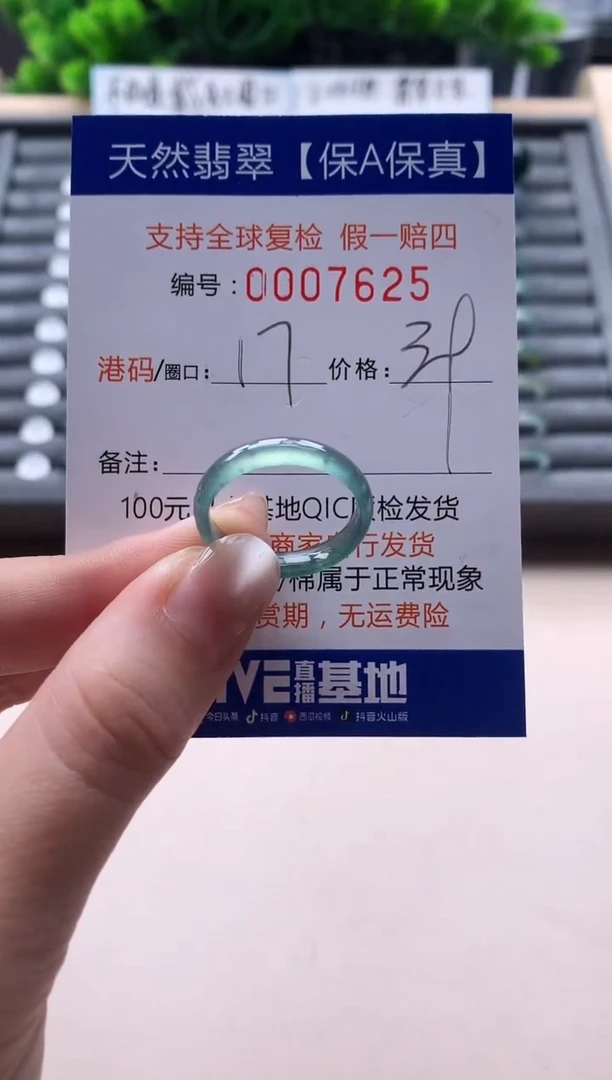 天然翡翠【保A保真】
支持全球复检 假一赔四
编号：0007625
港码/圈口：17 价格：
备注：
100元 基地QIC 检发货
商家 行发货
棉属于正常现象
赏期，无运费险
IVE 直播 基地
今日头条 抖音 西瓜视频 抖音火山版